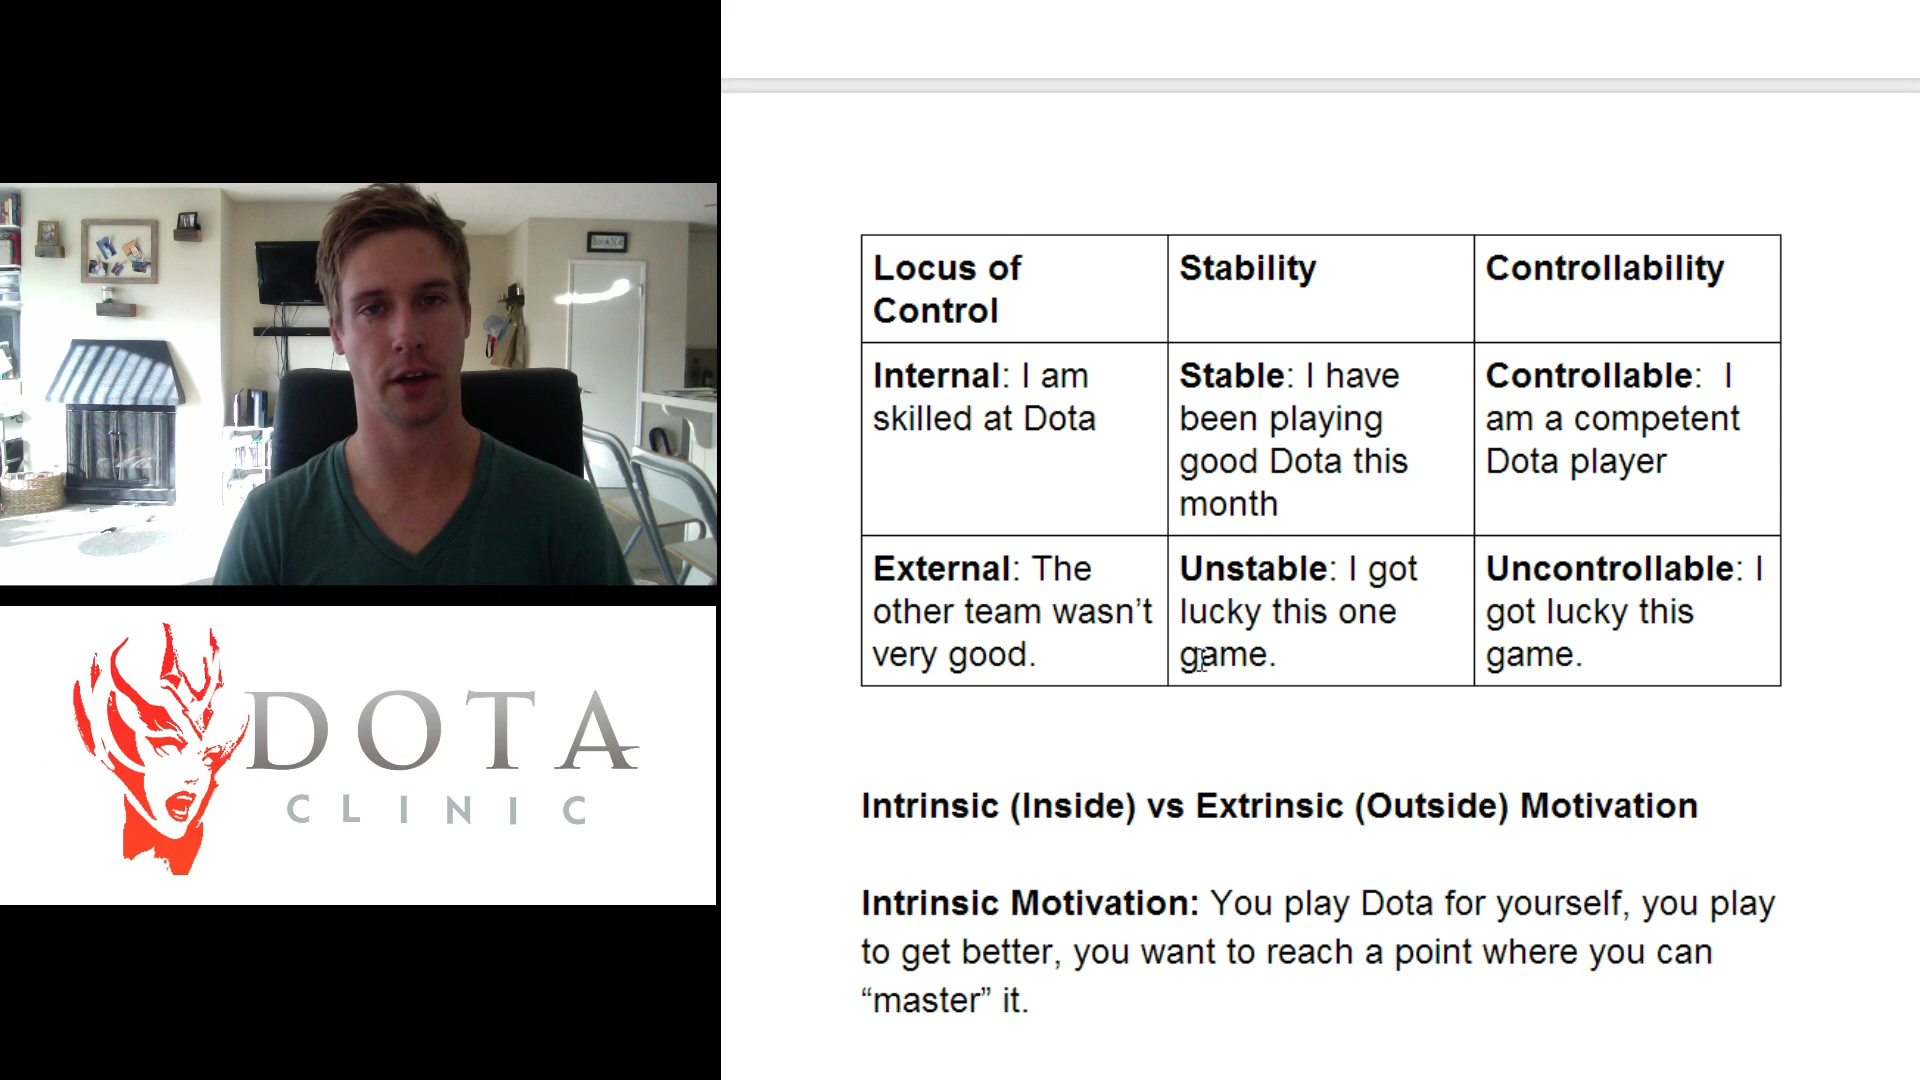 DOTA
CLINIC
Locus of
Control
Stability
Controllability
Internal: I am
skilled at Dota
Stable: I have
been playing
good Dota this
month
Controllable:  I
am a competent
Dota player
External: The
other team wasn’t
very good.
Unstable: I got
lucky this one
game.
Uncontrollable: I
got lucky this
game.
Intrinsic (Inside) vs Extrinsic (Outside) Motivation
Intrinsic Motivation: You play Dota for yourself, you play
to get better, you want to reach a point where you can
“master” it.